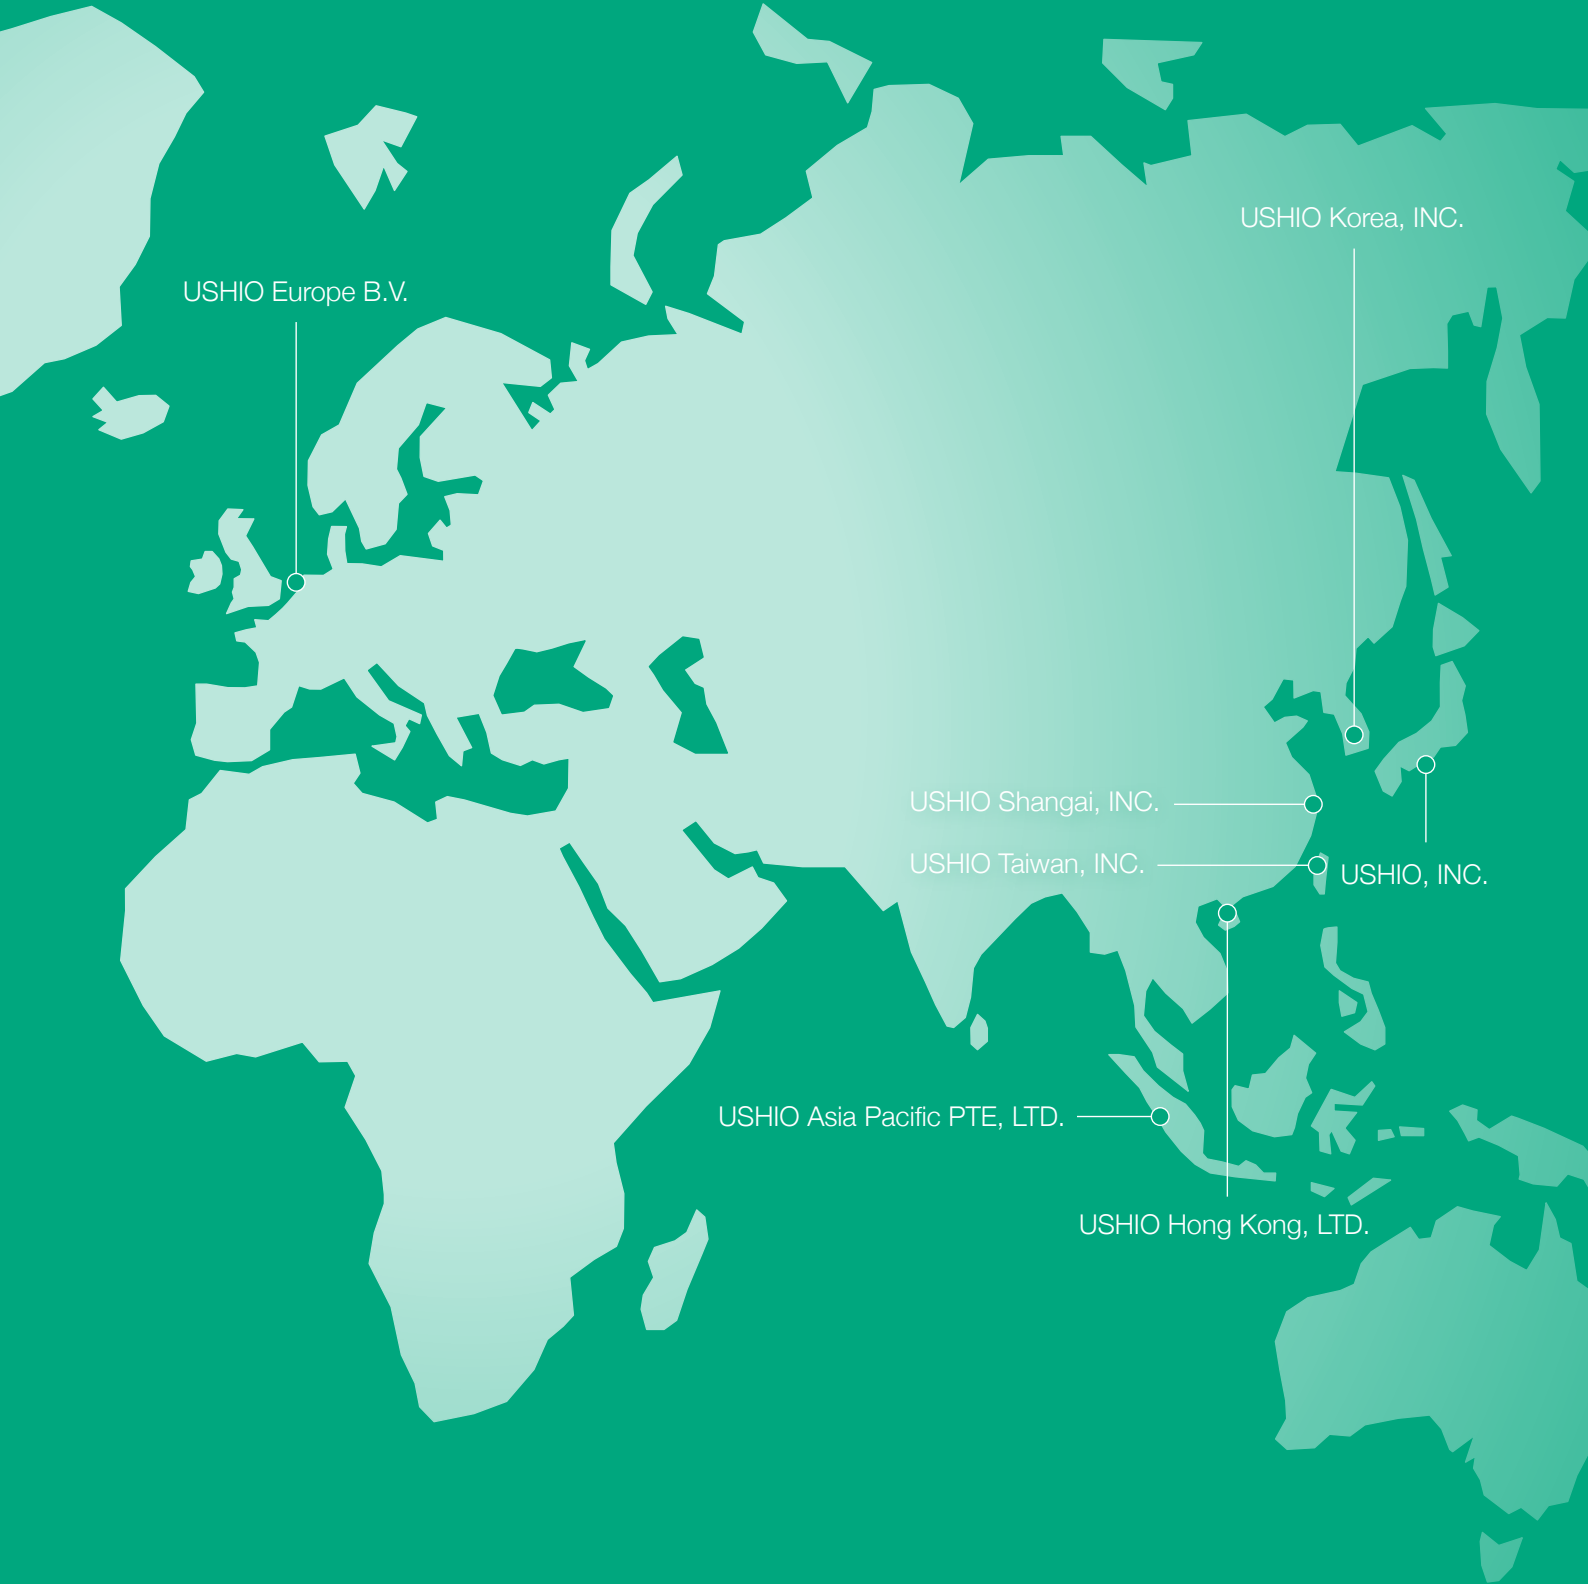 USHIO Korea, INC.
USHIO Europe B.V.
USHIO Shangai, INC.
USHIO Taiwan, INC.
USHIO, INC.
USHIO Asia Pacific PTE, LTD.
USHIO Hong Kong, LTD.